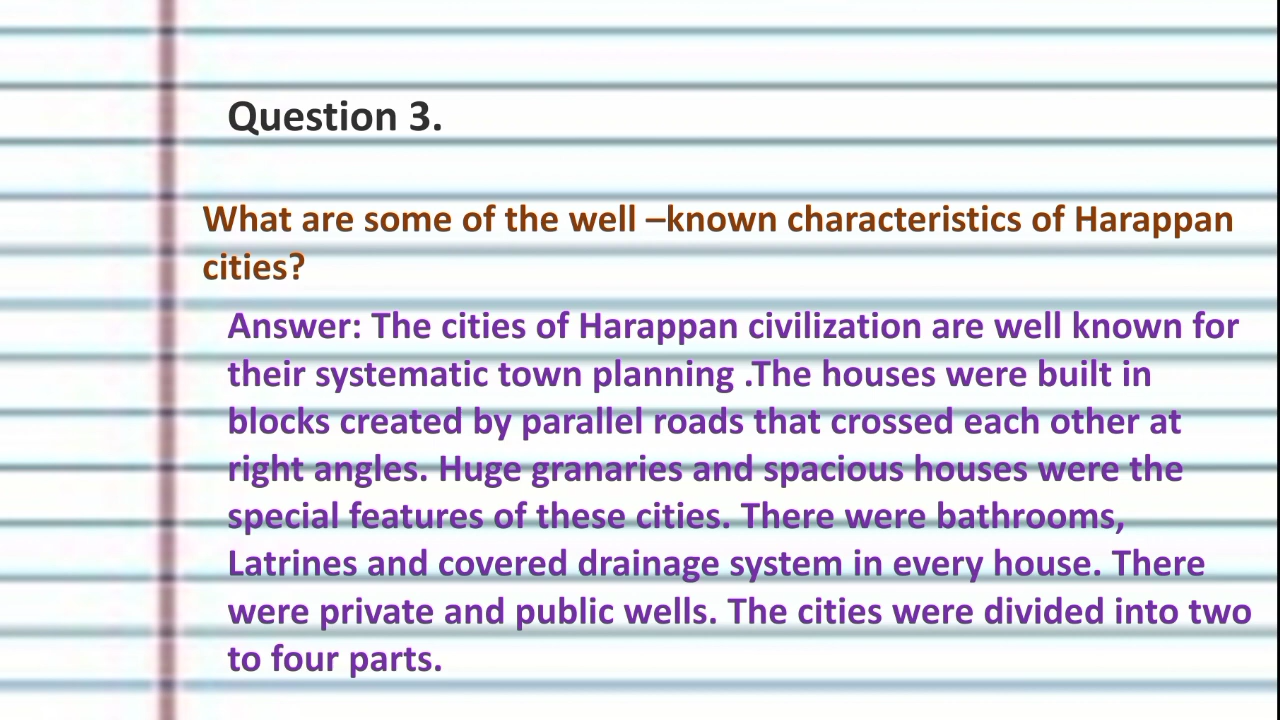 Question 3.
What are some of the well –known characteristics of Harappan
cities?
Answer: The cities of Harappan civilization are well known for
their systematic town planning .The houses were built in
blocks created by parallel roads that crossed each other at
right angles. Huge granaries and spacious houses were the
special features of these cities. There were bathrooms,
Latrines and covered drainage system in every house. There
were private and public wells. The cities were divided into two
to four parts.